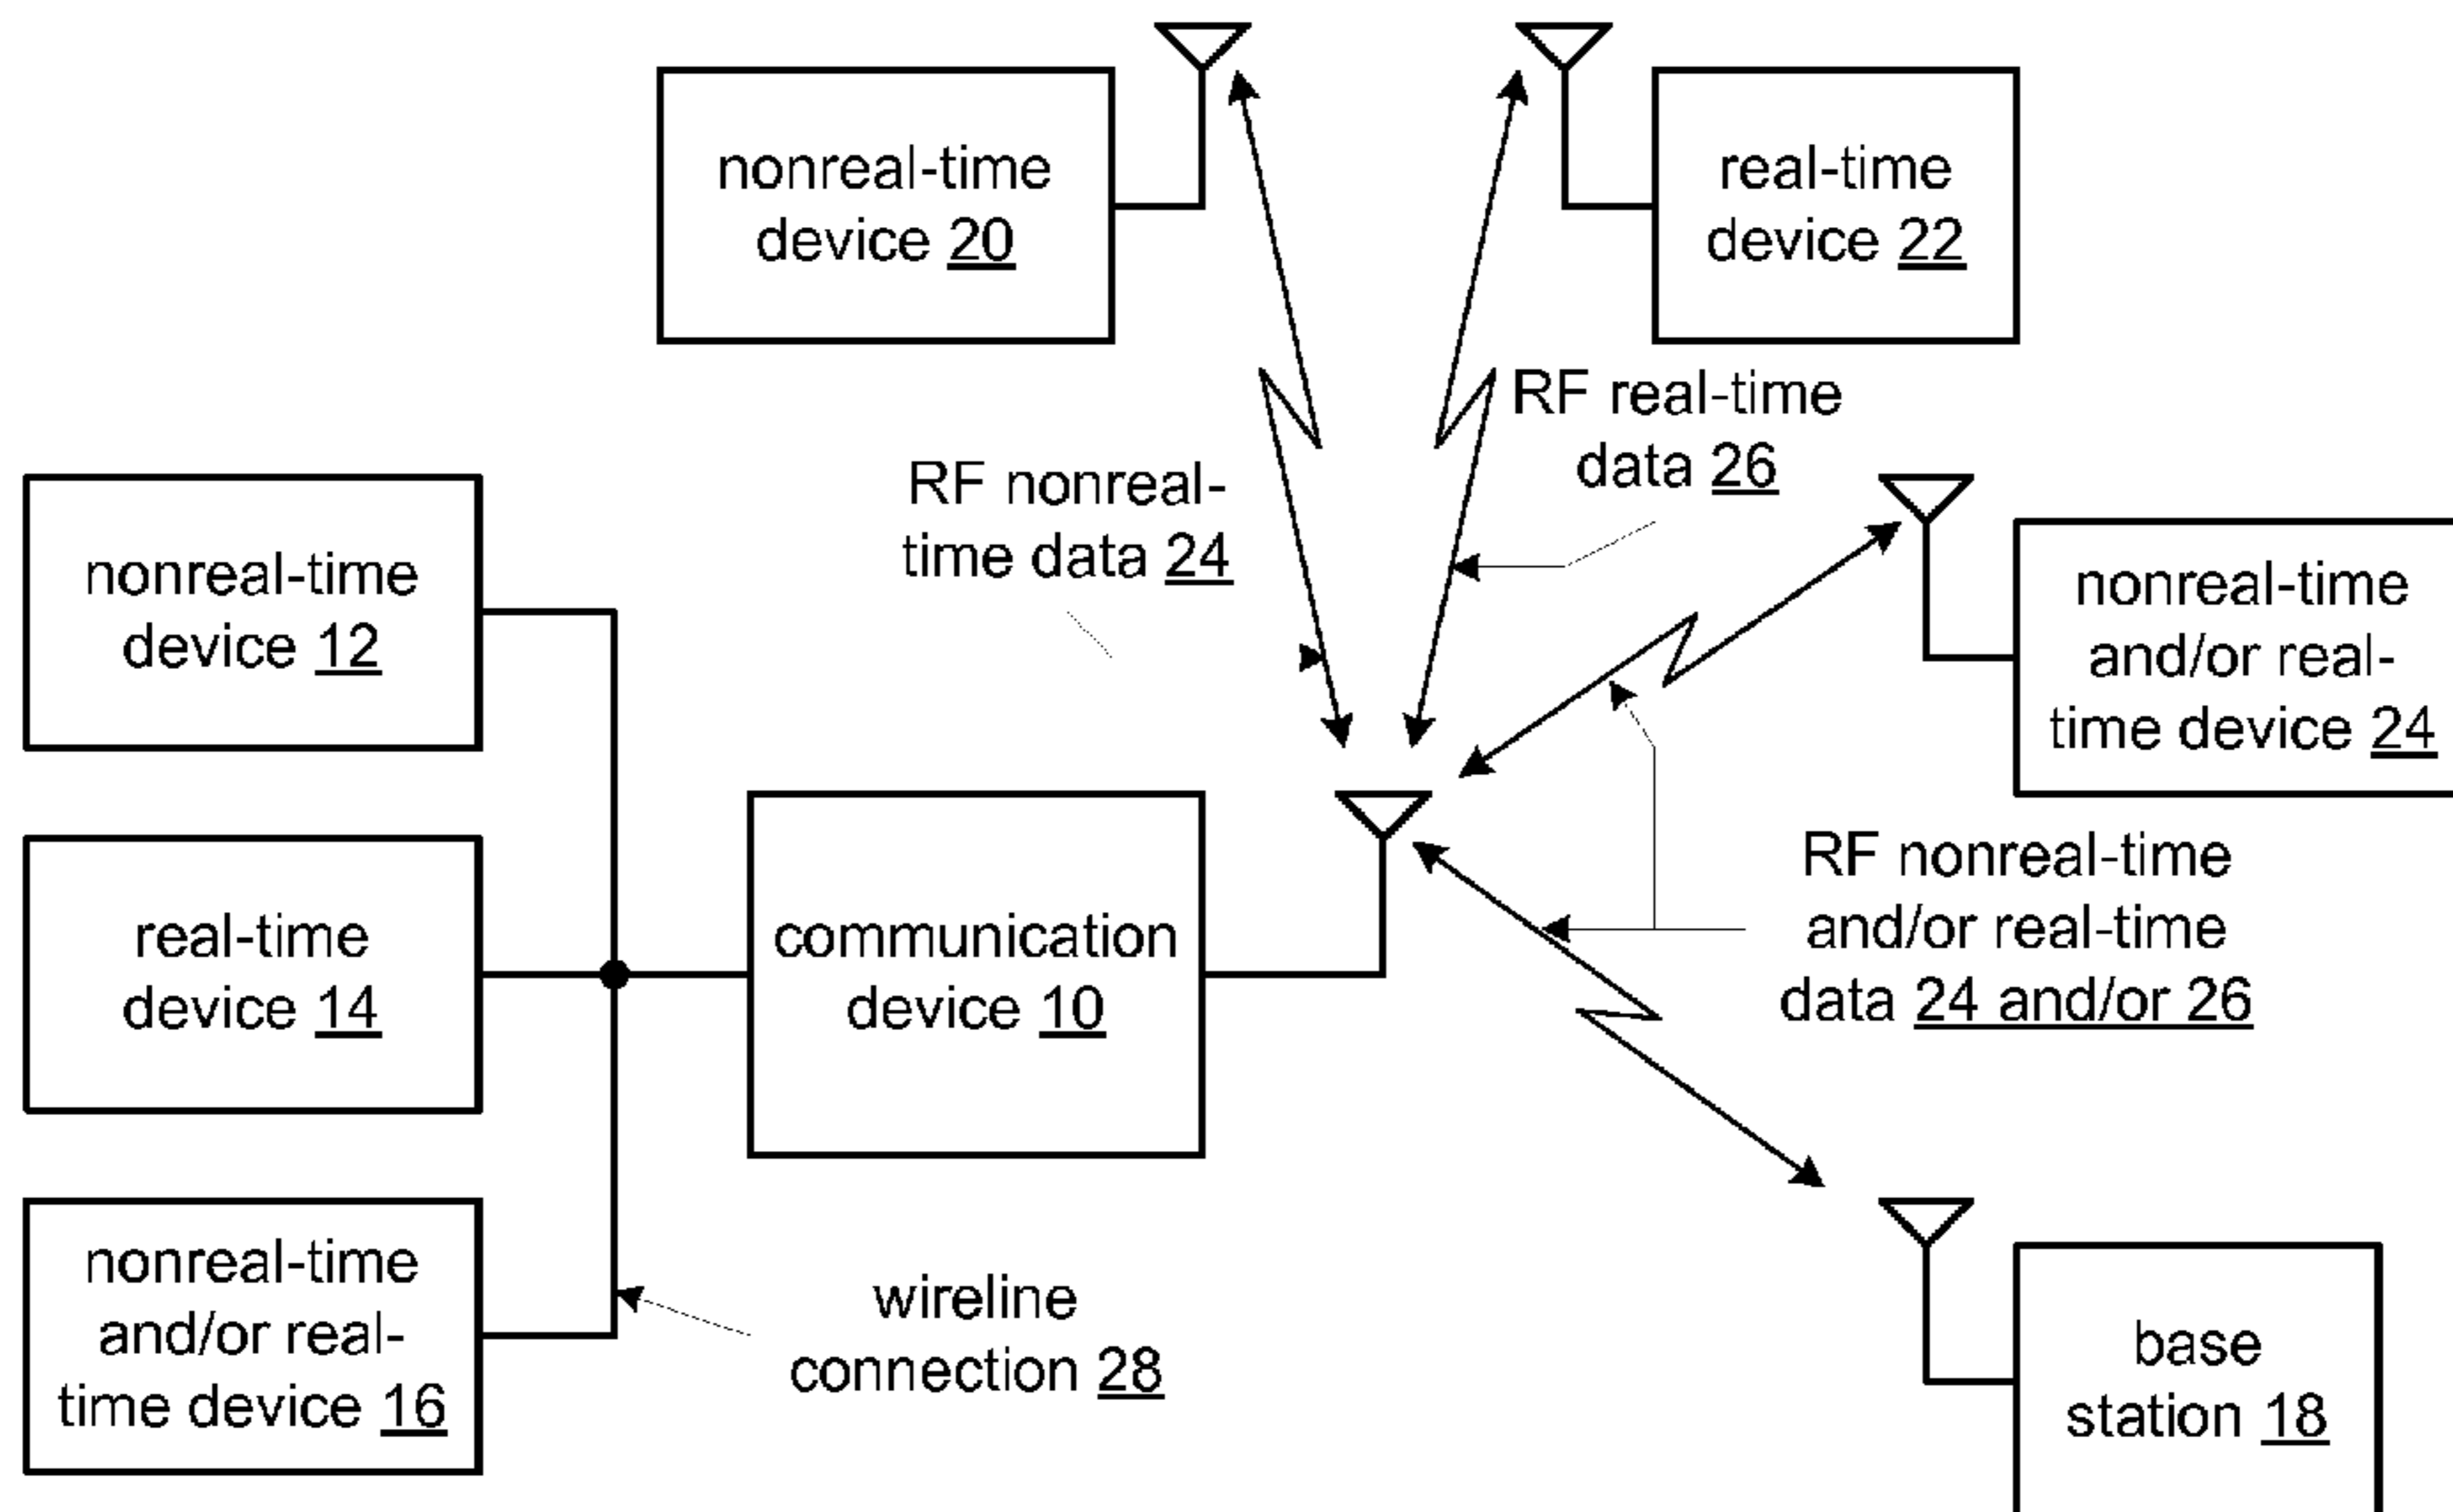 nonreal-time
device 20
real-time
device 22
RF real-time
data 26
RF nonreal-
time data 24
nonreal-time
device 12
nonreal-time
and/or real-
time device 24
real-time
device 14
communication
device 10
RF nonreal-time
and/or real-time
data 24 and/or 26
nonreal-time
and/or real-
time device 16
wireline
connection 28
base
station 18